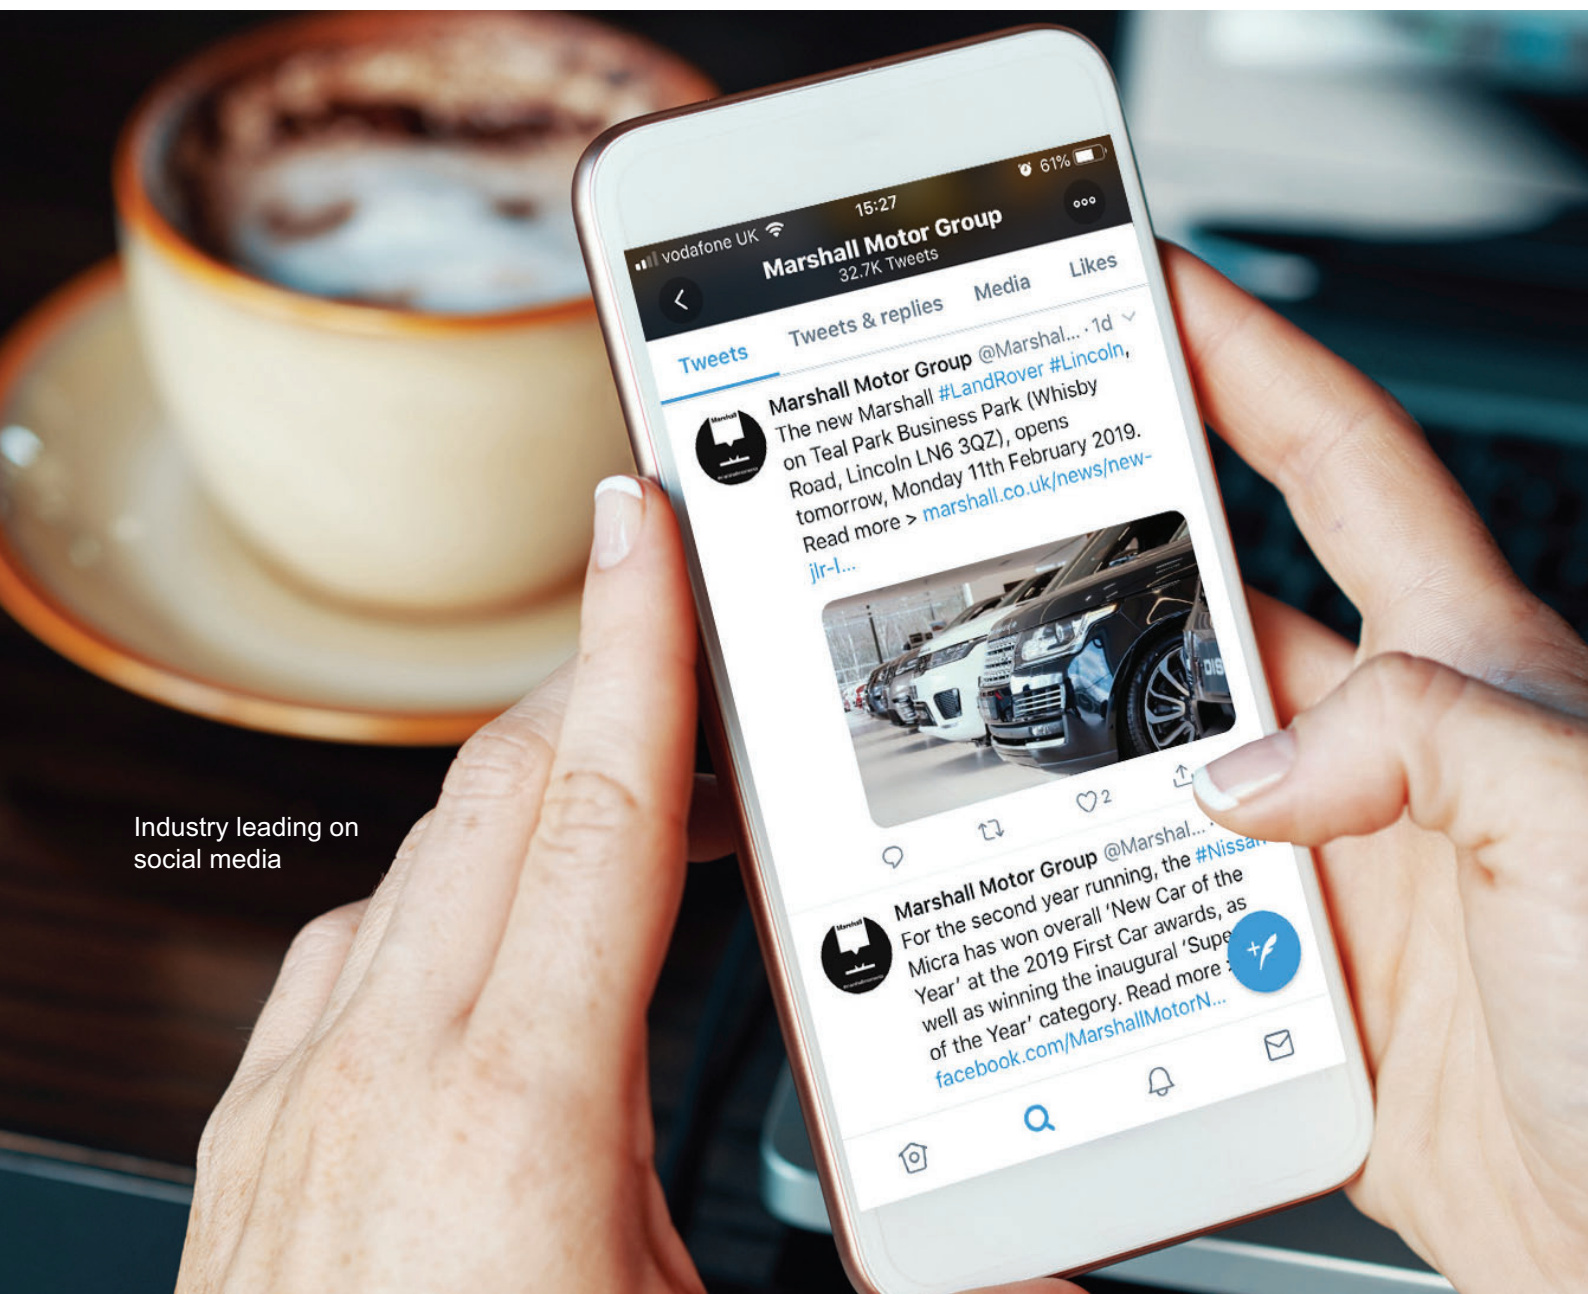 vodafone UK
15:27
61%
Marshall Motor Group
32.7K Tweets
Tweets
Tweets & replies
Media
Likes
Marshall Motor Group @Marshal... · 1d
The new Marshall #LandRover #Lincoln,
on Teal Park Business Park (Whisby
Road, Lincoln LN6 3QZ), opens
tomorrow, Monday 11th February 2019.
Read more > marshall.co.uk/news/new-
jlr-l...
Marshall
DIS
2
Marshall Motor Group @Marshal... ·
For the second year running, the #Nissan
Micra has won overall ‘New Car of the
Year’ at the 2019 First Car awards, as
well as winning the inaugural ‘Supe
of the Year’ category. Read more >
facebook.com/MarshallMotorN...
Marshall
Industry leading on
social media